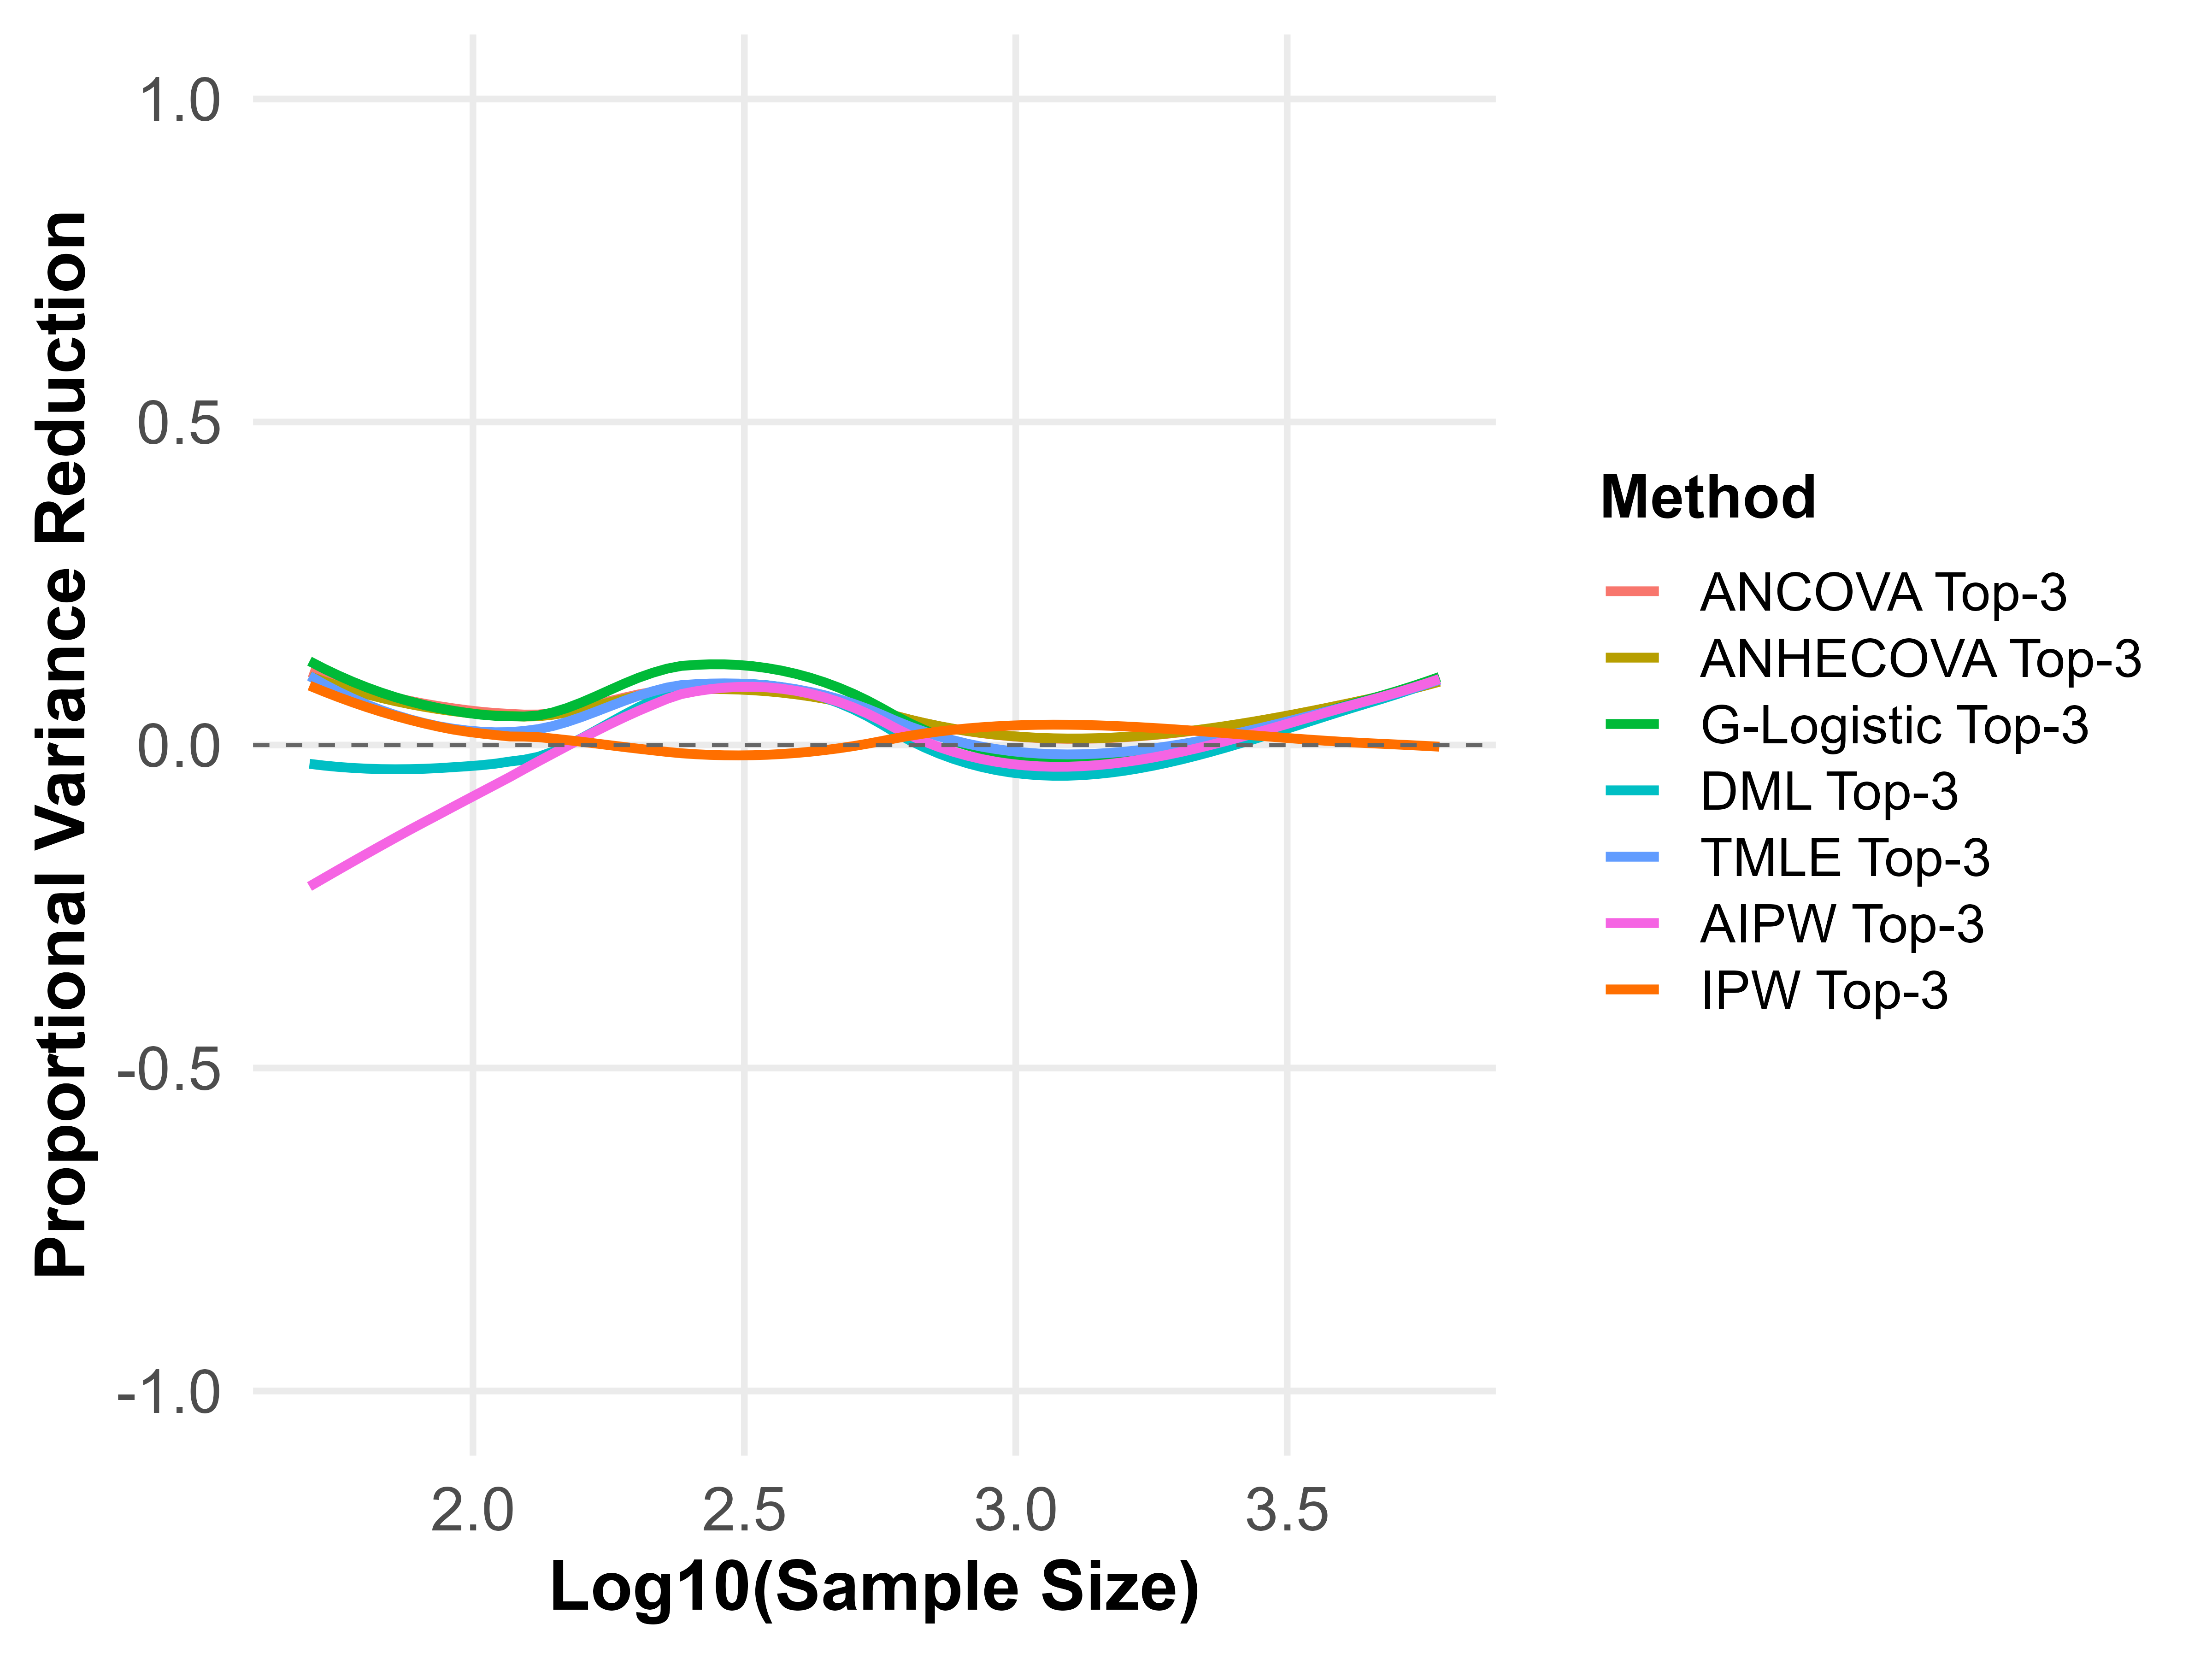 Proportional Variance Reduction
1.0
0.5
0.0
-0.5
-1.0
2.0 2.5 3.0 3.5
Log10(Sample Size)
Method
ANCOVA Top-3
ANHECOVA Top-3
G-Logistic Top-3
DML Top-3
TMLE Top-3
AIPW Top-3
IPW Top-3